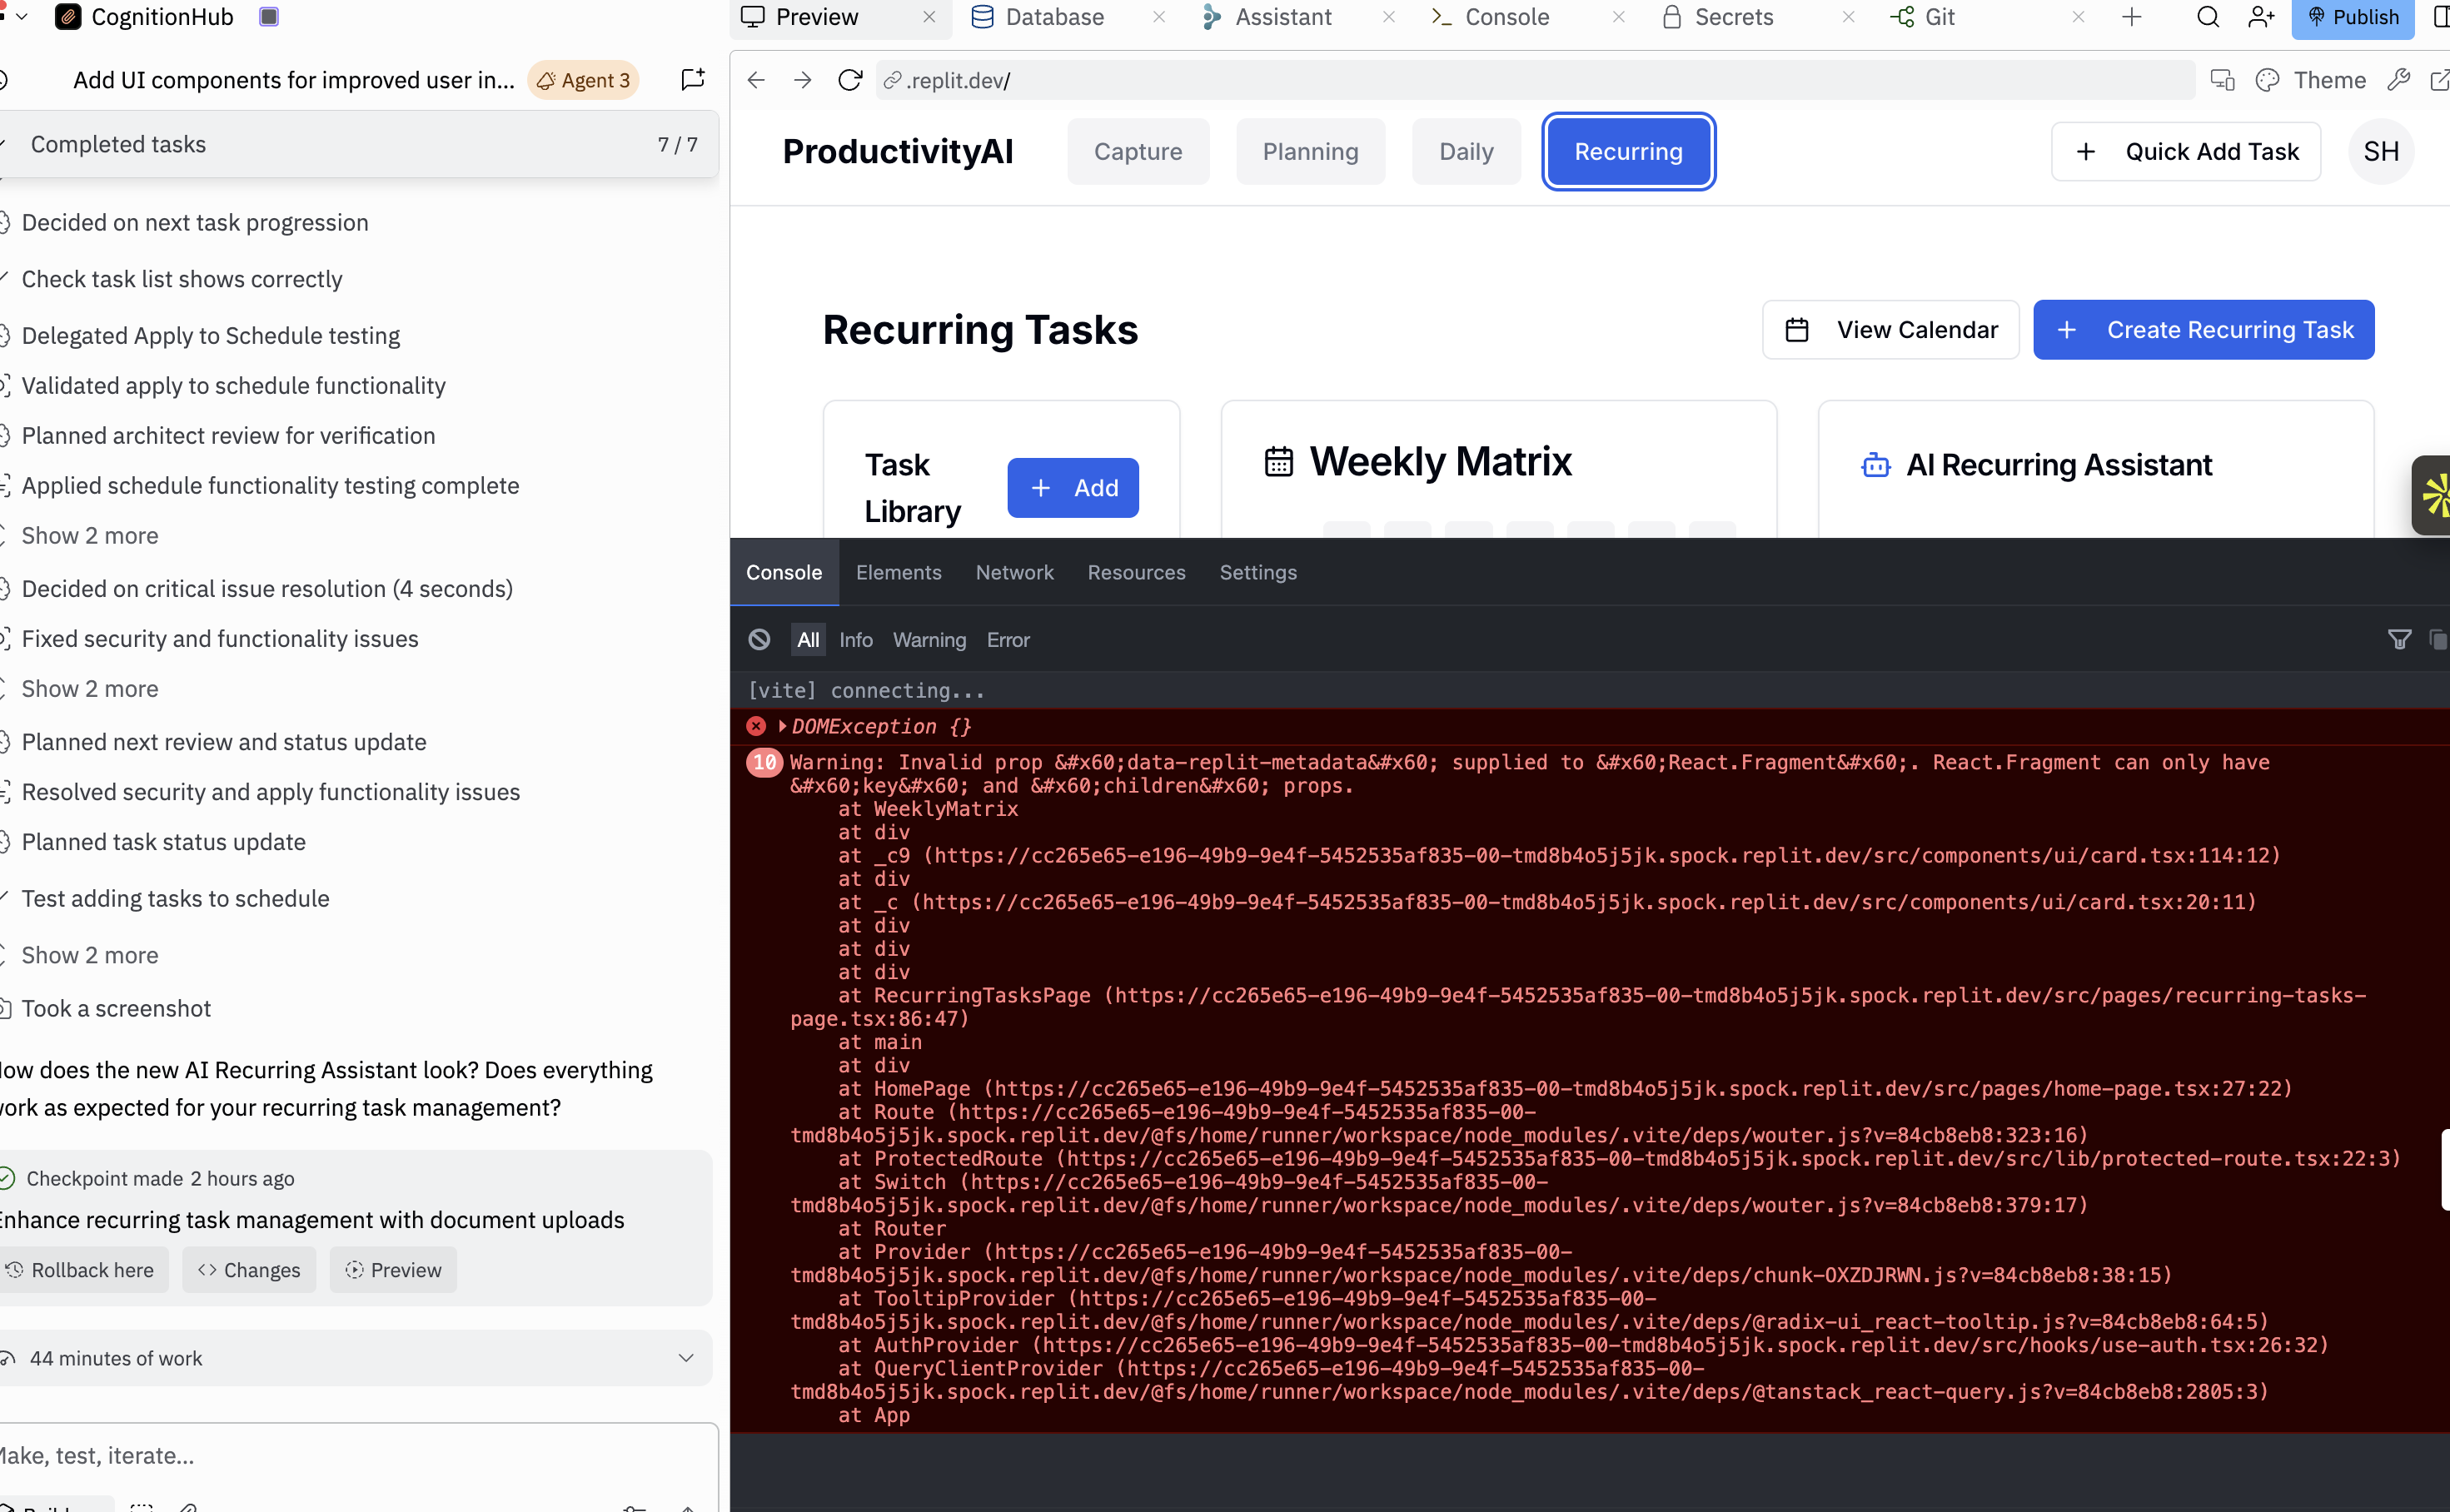 CognitionHub
Preview
Database
Assistant
Console
Secrets
Git
Publish
Add UI components for improved user in...
Agent 3
.replit.dev/
Theme
Completed tasks
7 / 7
Decided on next task progression
Check task list shows correctly
Delegated Apply to Schedule testing
Validated apply to schedule functionality
Planned architect review for verification
Applied schedule functionality testing complete
Show 2 more
Decided on critical issue resolution (4 seconds)
Fixed security and functionality issues
Show 2 more
Planned next review and status update
Resolved security and apply functionality issues
Planned task status update
Test adding tasks to schedule
Show 2 more
Took a screenshot
ow does the new AI Recurring Assistant look? Does everything
ork as expected for your recurring task management?
Checkpoint made 2 hours ago
Enhance recurring task management with document uploads
Rollback here
Changes
Preview
44 minutes of work
Make, test, iterate...
ProductivityAI
Capture
Planning
Daily
Recurring
Quick Add Task
SH
Recurring Tasks
View Calendar
Create Recurring Task
Task
Library
Add
Weekly Matrix
AI Recurring Assistant
Console
Elements
Network
Resources
Settings
All
Info
Warning
Error
[vite] connecting...
DOMException {}
10
Warning: Invalid prop &#x60;data-replit-metadata&#x60; supplied to &#x60;React.Fragment&#x60;. React.Fragment can only have
&#x60;key&#x60; and &#x60;children&#x60; props.
at WeeklyMatrix
at div
at _c9 (https://cc265e65-e196-49b9-9e4f-5452535af835-00-tmd8b4o5j5jk.spock.replit.dev/src/components/ui/card.tsx:114:12)
at div
at _c (https://cc265e65-e196-49b9-9e4f-5452535af835-00-tmd8b4o5j5jk.spock.replit.dev/src/components/ui/card.tsx:20:11)
at div
at div
at div
at RecurringTasksPage (https://cc265e65-e196-49b9-9e4f-5452535af835-00-tmd8b4o5j5jk.spock.replit.dev/src/pages/recurring-tasks-
page.tsx:86:47)
at main
at div
at HomePage (https://cc265e65-e196-49b9-9e4f-5452535af835-00-tmd8b4o5j5jk.spock.replit.dev/src/pages/home-page.tsx:27:22)
at Route (https://cc265e65-e196-49b9-9e4f-5452535af835-00-
tmd8b4o5j5jk.spock.replit.dev/@fs/home/runner/workspace/node_modules/.vite/deps/wouter.js?v=84cb8eb8:323:16)
at ProtectedRoute (https://cc265e65-e196-49b9-9e4f-5452535af835-00-tmd8b4o5j5jk.spock.replit.dev/src/lib/protected-route.tsx:22:3)
at Switch (https://cc265e65-e196-49b9-9e4f-5452535af835-00-
tmd8b4o5j5jk.spock.replit.dev/@fs/home/runner/workspace/node_modules/.vite/deps/wouter.js?v=84cb8eb8:379:17)
at Router
at Provider (https://cc265e65-e196-49b9-9e4f-5452535af835-00-
tmd8b4o5j5jk.spock.replit.dev/@fs/home/runner/workspace/node_modules/.vite/deps/chunk-OXZDJRWN.js?v=84cb8eb8:38:15)
at TooltipProvider (https://cc265e65-e196-49b9-9e4f-5452535af835-00-
tmd8b4o5j5jk.spock.replit.dev/@fs/home/runner/workspace/node_modules/.vite/deps/@radix-ui_react-tooltip.js?v=84cb8eb8:64:5)
at AuthProvider (https://cc265e65-e196-49b9-9e4f-5452535af835-00-tmd8b4o5j5jk.spock.replit.dev/src/hooks/use-auth.tsx:26:32)
at QueryClientProvider (https://cc265e65-e196-49b9-9e4f-5452535af835-00-
tmd8b4o5j5jk.spock.replit.dev/@fs/home/runner/workspace/node_modules/.vite/deps/@tanstack_react-query.js?v=84cb8eb8:2805:3)
at App